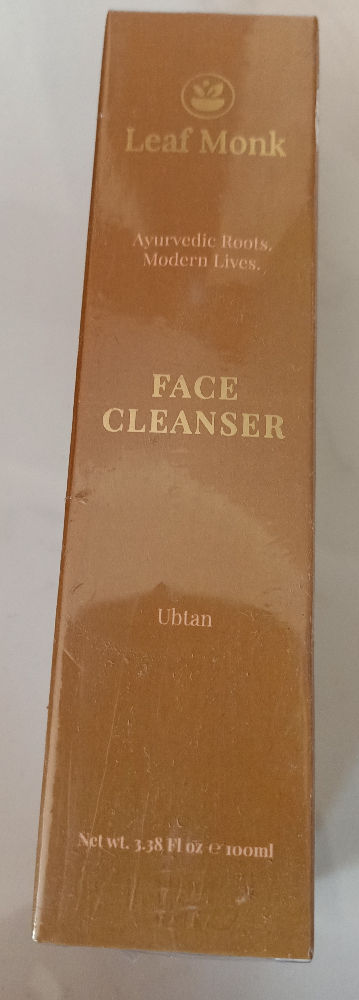 Leaf Monk
Ayurvedic Roots.
Modern Lives.
FACE
CLEANSER
Ubtan
Net wt. 3.38 Fl oz ℮ 100ml